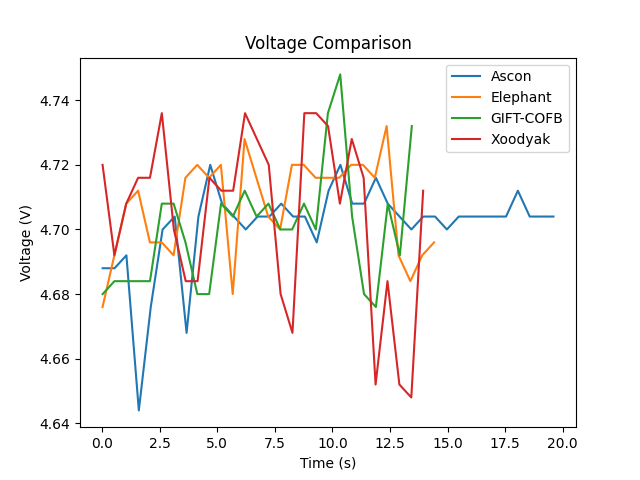 Voltage Comparison
Ascon
Elephant
GIFT-COFB
Xoodyak
Voltage (V)
4.74
4.72
4.70
4.68
4.66
4.64
0.0 2.5 5.0 7.5 10.0 12.5 15.0 17.5 20.0
Time (s)